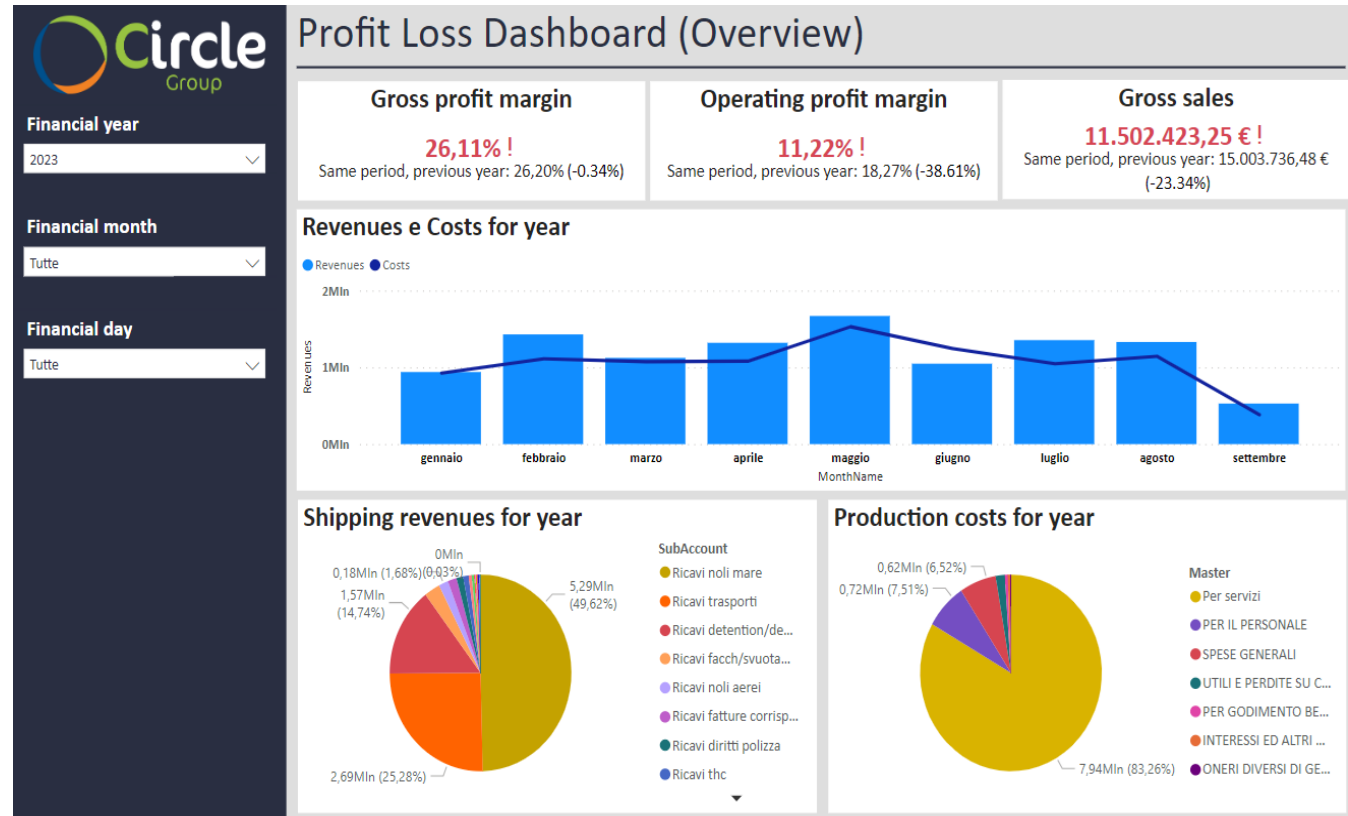 Circle
Group
Financial year
2023
Financial month
Tutte
Financial day
Tutte
Profit Loss Dashboard (Overview)
Gross profit margin
26,11% !
Same period, previous year: 26,20% (-0.34%)
Operating profit margin
11,22% !
Same period, previous year: 18,27% (-38.61%)
Gross sales
11.502.423,25 € !
Same period, previous year: 15.003.736,48 €
(-23.34%)
Revenues e Costs for year
Revenues Costs
2Mln
1Mln
0Mln
Revenues
gennaio febbraio marzo aprile maggio giugno luglio agosto settembre
MonthName
Shipping revenues for year
0Mln
0,18Mln (1,68%)(0,03%)
1,57Mln
(14,74%)
5,29Mln
(49,62%)
2,69Mln (25,28%)
SubAccount
Ricavi noli mare
Ricavi trasporti
Ricavi detention/de...
Ricavi facch/svuota...
Ricavi noli aerei
Ricavi fatture corrisp...
Ricavi diritti polizza
Ricavi thc
Production costs for year
0,62Mln (6,52%)
0,72Mln (7,51%)
7,94Mln (83,26%)
Master
Per servizi
PER IL PERSONALE
SPESE GENERALI
UTILI E PERDITE SU C...
PER GODIMENTO BE...
INTERESSI ED ALTRI ...
ONERI DIVERSI DI GE...